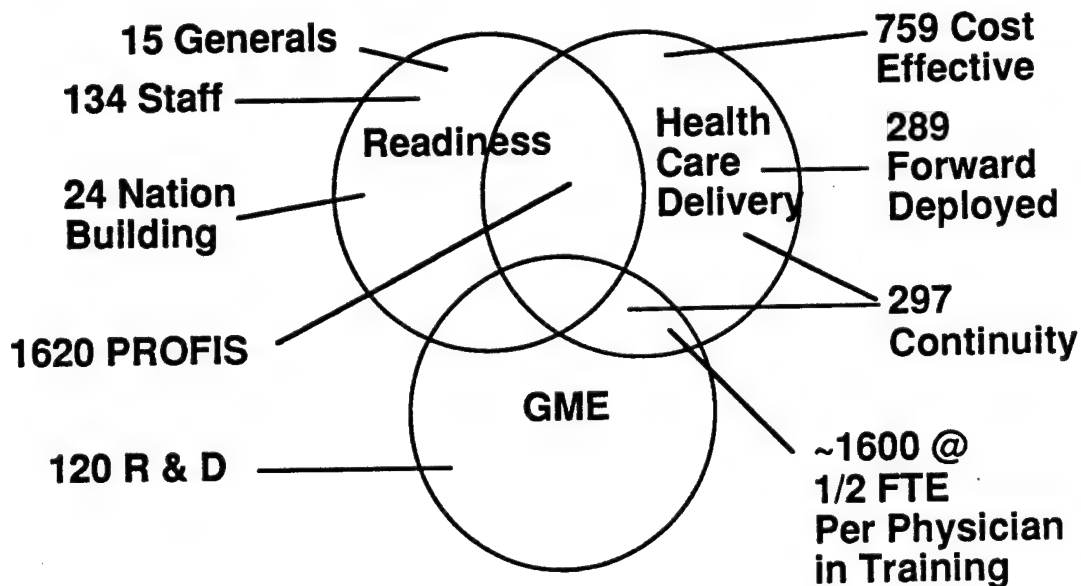 15 Generals
134 Staff
24 Nation
Building
1620 PROFIS
120 R & D
Readiness
Health
Care
Delivery
GME
759 Cost
Effective
289
Forward
Deployed
297
Continuity
~1600 @
1/2 FTE
Per Physician
in Training